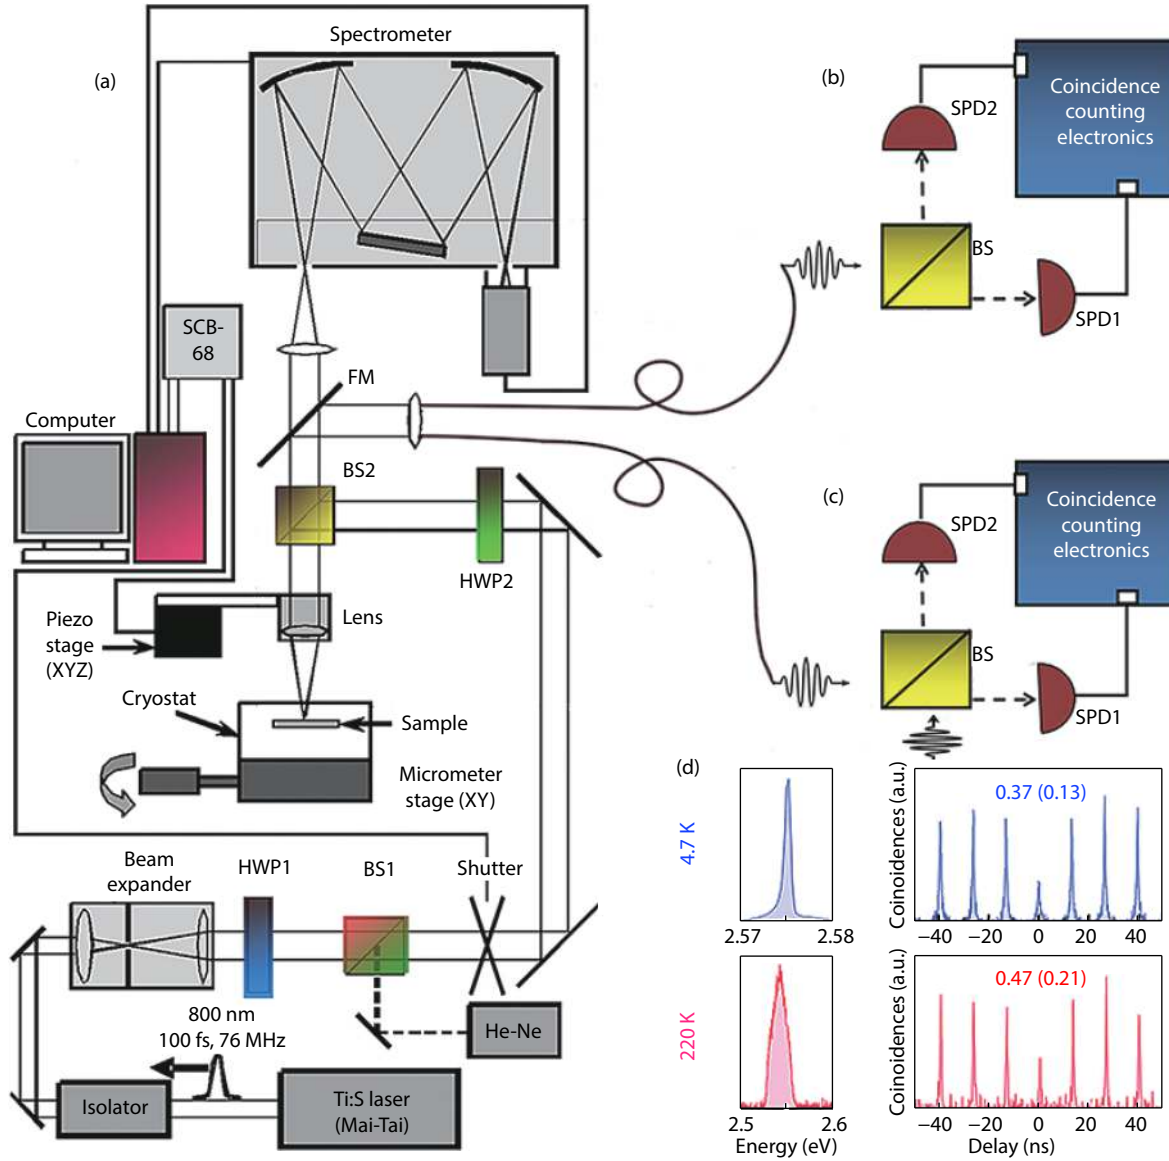 Spectrometer
(a)
SCB-
68
FM
Computer
BS2
HWP2
Piezo
stage
(XYZ)
Lens
Cryostat
Sample
Micrometer
stage (XY)
Beam
expander
HWP1
BS1
Shutter
800 nm
100 fs, 76 MHz
He-Ne
Isolator
Ti:S laser
(Mai-Tai)
(b)
SPD2
Coincidence
counting
electronics
BS
SPD1
(c)
SPD2
Coincidence
counting
electronics
BS
SPD1
(d)
4.7 K
2.57
2.58
Coinoidences (a.u.)
0.37 (0.13)
−40
−20
0
20
40
220 K
2.5
2.6
Energy (eV)
Coinoidences (a.u.)
0.47 (0.21)
−40
−20
0
20
40
Delay (ns)